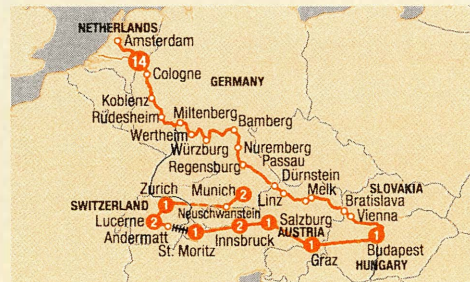 NETHERLANDS
Amsterdam
14
Cologne
GERMANY
Koblenz
Rüdesheim
Miltenberg
Bamberg
Wertheim
Würzburg
Nuremberg
Regensburg
Passau
Dürnstein
Zurich
Munich
2
Linz
Melk
SLOVAKIA
Bratislava
SWITZERLAND
1
Neuschwanstein
Vienna
Lucerne
2
Salzburg
Andermatt
1
2
1
AUSTRIA
1
St. Moritz
Innsbruck
1
Budapest
Graz
HUNGARY